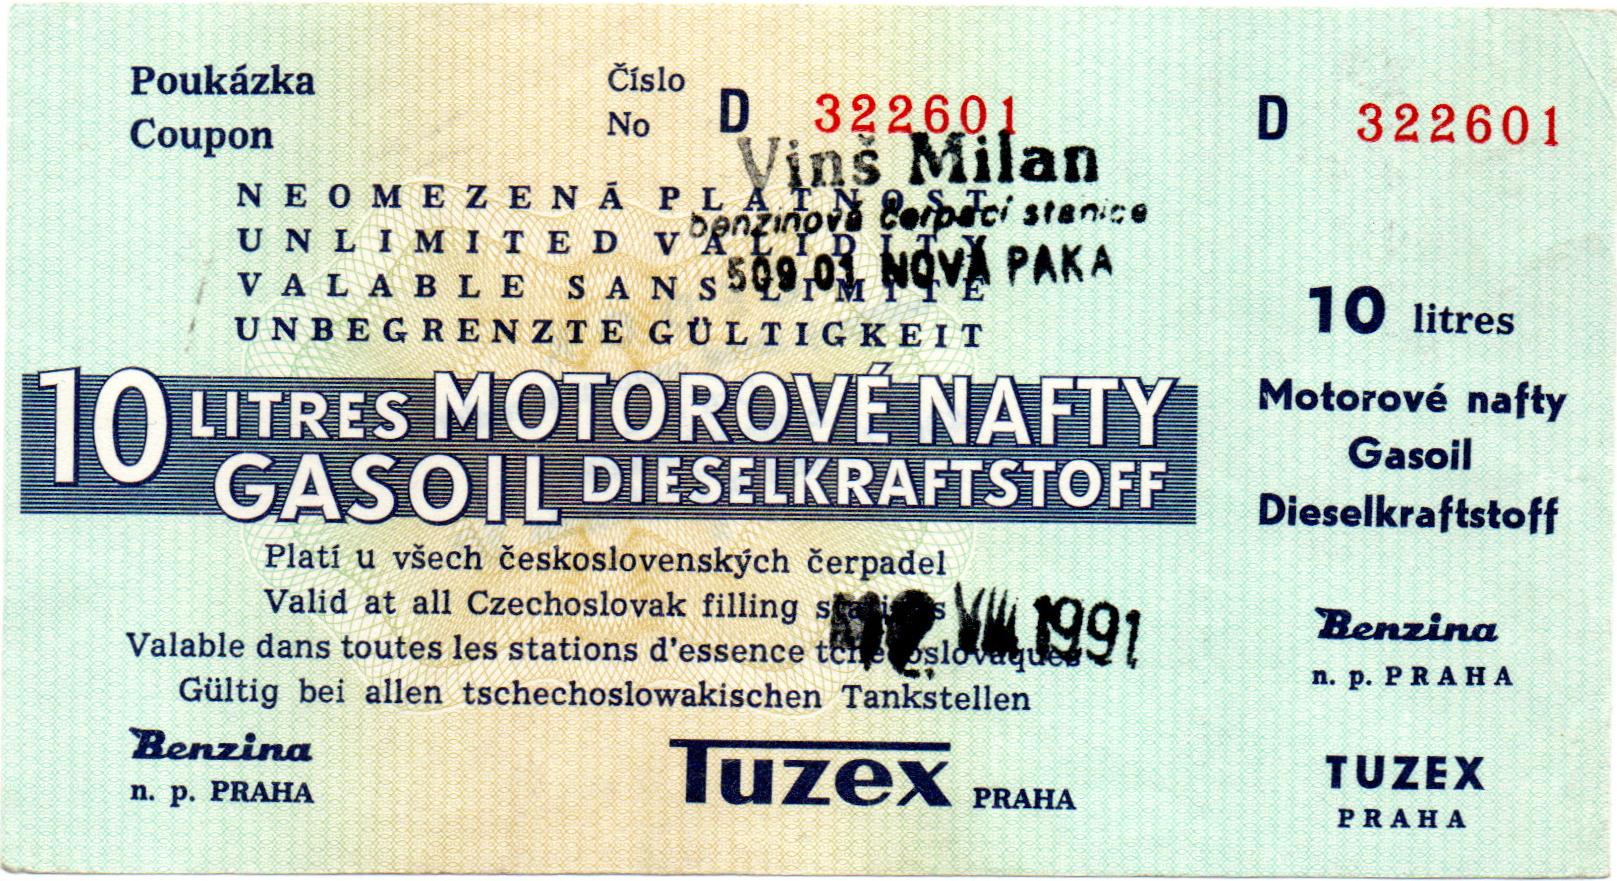 Poukázka
Coupon
Číslo
No
D 322601
Vinš Milan
benzinová čerpací stanice
509 01 NOVÁ PAKA
NEOMEZENÁ PLATNOST
UNLIMITED VALIDITY
VALABLE SANS LIMITE
UNBEGRENZTE GÜLTIGKEIT
10 LITRES MOTOROVÉ NAFTY
GASOIL DIESELKRAFTSTOFF
Platí u všech československých čerpadel
Valid at all Czechoslovak filling stations
Valable dans toutes les stations d'essence tchécoslovaques
Gültig bei allen tschechoslowakischen Tankstellen
1991
Benzina
n. p. PRAHA
Tuzex PRAHA
D 322601
10 litres
Motorové nafty
Gasoil
Dieselkraftstoff
Benzina
n. p. PRAHA
TUZEX
PRAHA